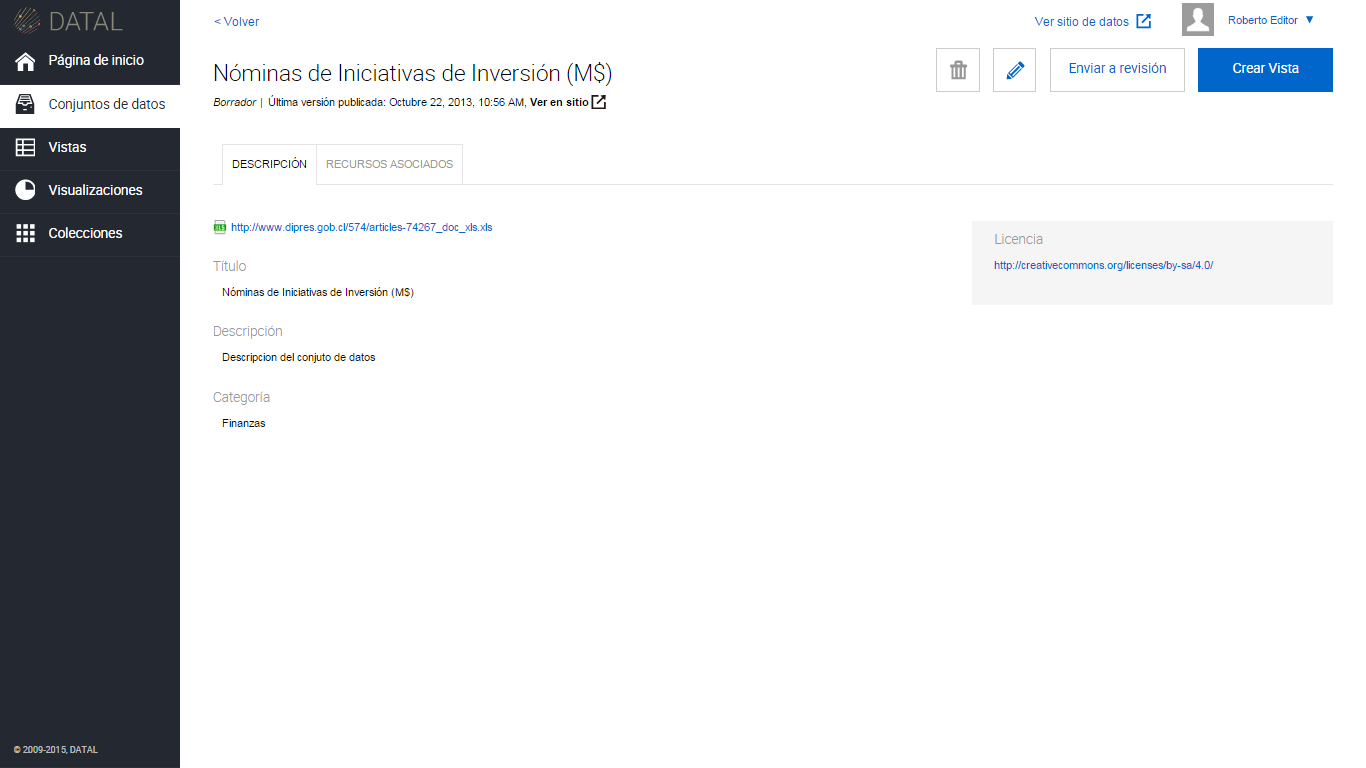 DATAL
Página de inicio
Conjuntos de datos
Vistas
Visualizaciones
Colecciones
© 2009-2015, DATAL
< Volver
Ver sitio de datos
Roberto Editor ▼
Nóminas de Iniciativas de Inversión (M$)
Borrador | Última versión publicada: Octubre 22, 2013, 10:56 AM, Ver en sitio
Enviar a revisión
Crear Vista
DESCRIPCIÓN
RECURSOS ASOCIADOS
XLS http://www.dipres.gob.cl/574/articles-74267_doc_xls.xls
Título
Nóminas de Iniciativas de Inversión (M$)
Descripción
Descripcion del conjuto de datos
Categoría
Finanzas
Licencia
http://creativecommons.org/licenses/by-sa/4.0/